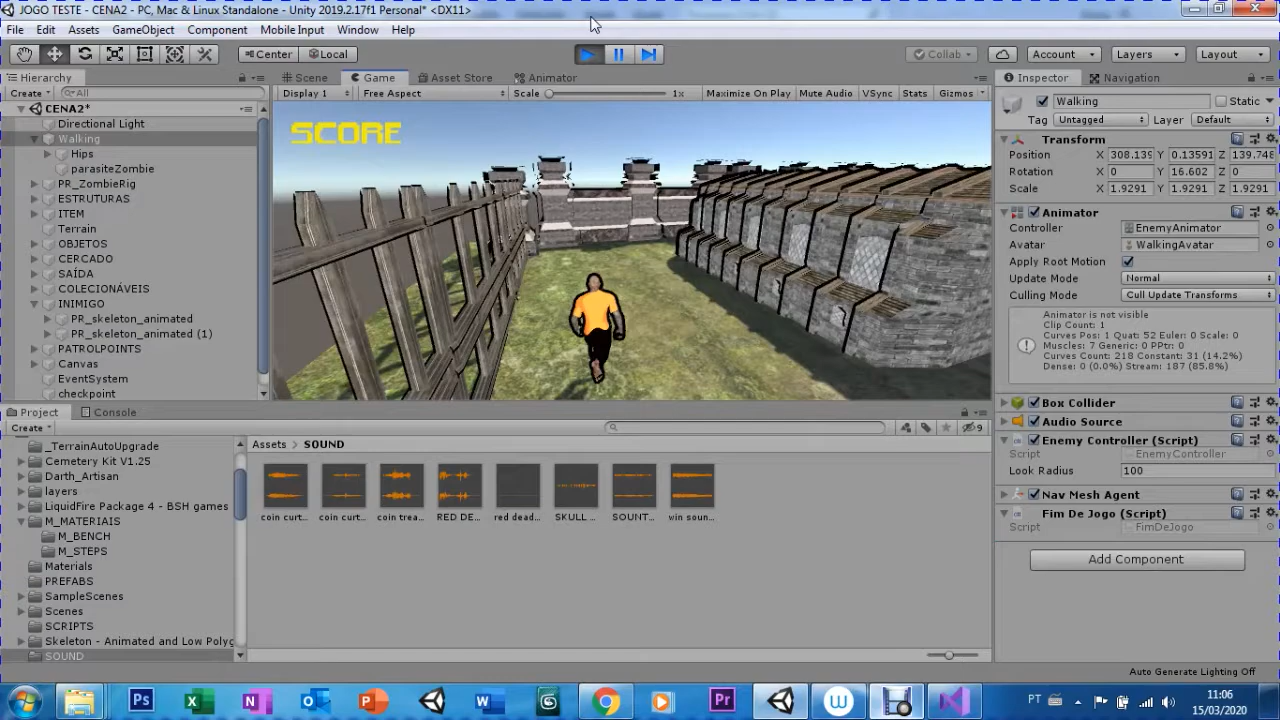 JOGO TESTE - CENA2 - PC, Mac & Linux Standalone - Unity 2019.2.17f1 Personal* <DX11>
File Edit Assets GameObject Component Mobile Input Window Help
Center Local Collab Account Layers Layout
Hierarchy Scene Game Asset Store Animator Inspector Navigation
Create All Display 1 Free Aspect Scale 1x Maximize On Play Mute Audio VSync Stats Gizmos
CENA2*
Directional Light
Walking
Hips
parasiteZombie
PR_ZombieRig
ESTRUTURAS
ITEM
Terrain
OBJETOS
CERCADO
SAÍDA
COLECIONÁVEIS
INIMIGO
PR_skeleton_animated
PR_skeleton_animated (1)
PATROLPOINTS
Canvas
EventSystem
checkpoint
SCORE
Walking Static
Tag Untagged Layer Default
Transform
Position X 308.139 Y 0.13591 Z 139.748
Rotation X 0 Y 16.602 Z 0
Scale X 1.9291 Y 1.9291 Z 1.9291
Animator
Controller EnemyAnimator
Avatar WalkingAvatar
Apply Root Motion
Update Mode Normal
Culling Mode Cull Update Transforms
Animator is not visible
Clip Count: 1
Curves Pos: 1 Quat: 52 Euler: 0 Scale: 0
Muscles: 7 Generic: 0 PPtr: 0
Curves Count: 218 Constant: 31 (14.2%)
Dense: 0 (0.0%) Stream: 187 (85.8%)
Box Collider
Audio Source
Enemy Controller (Script)
Script EnemyController
Look Radius 100
Nav Mesh Agent
Fim De Jogo (Script)
Script FimDeJogo
Add Component
Project Console
Create 9
_TerrainAutoUpgrade
Cemetery Kit V1.25
Darth_Artisan
layers
LiquidFire Package 4 - BSH games
M_MATERIAIS
M_BENCH
M_STEPS
Materials
PREFABS
SampleScenes
Scenes
SCRIPTS
Skeleton - Animated and Low Polyg
SOUND
Assets SOUND
coin curt... coin curt... coin trea... RED DE... red dead... SKULL ... SOUNT... win soun...
Auto Generate Lighting Off
Ps W Pr W PT 11:06
15/03/2020